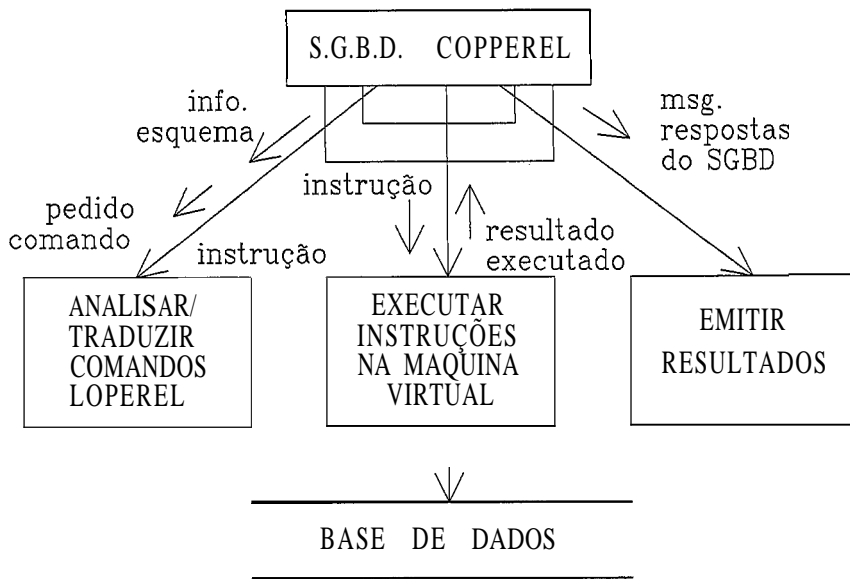 S.G.B.D. COPPEREL
info.
esquema
msg.
respostas
do SGBD
instrução
pedido
comando
instrução
resultado
executado
ANALISAR/
TRADUZIR
COMANDOS
LOPEREL
EXECUTAR
INSTRUÇÕES
NA MAQUINA
VIRTUAL
EMITIR
RESULTADOS
BASE DE DADOS